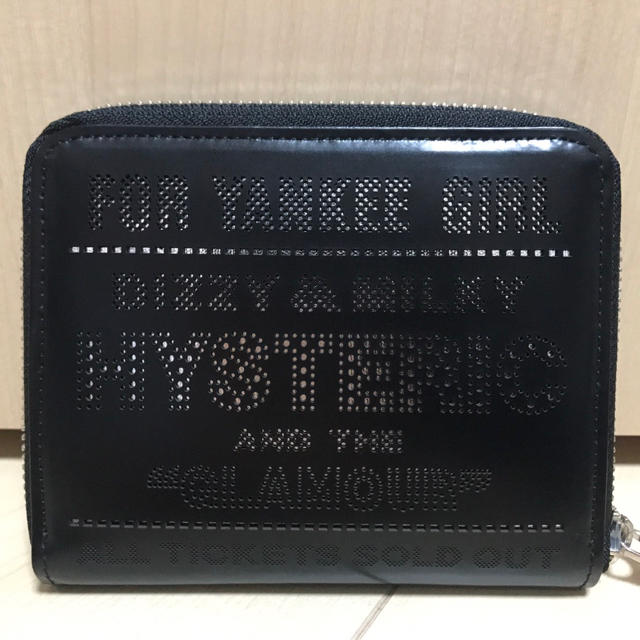 FOR YANKEE GIRL
DIZZY & MILKY
HYSTERIC
AND THE
"GLAMOUR"
ALL TICKETS SOLD OUT